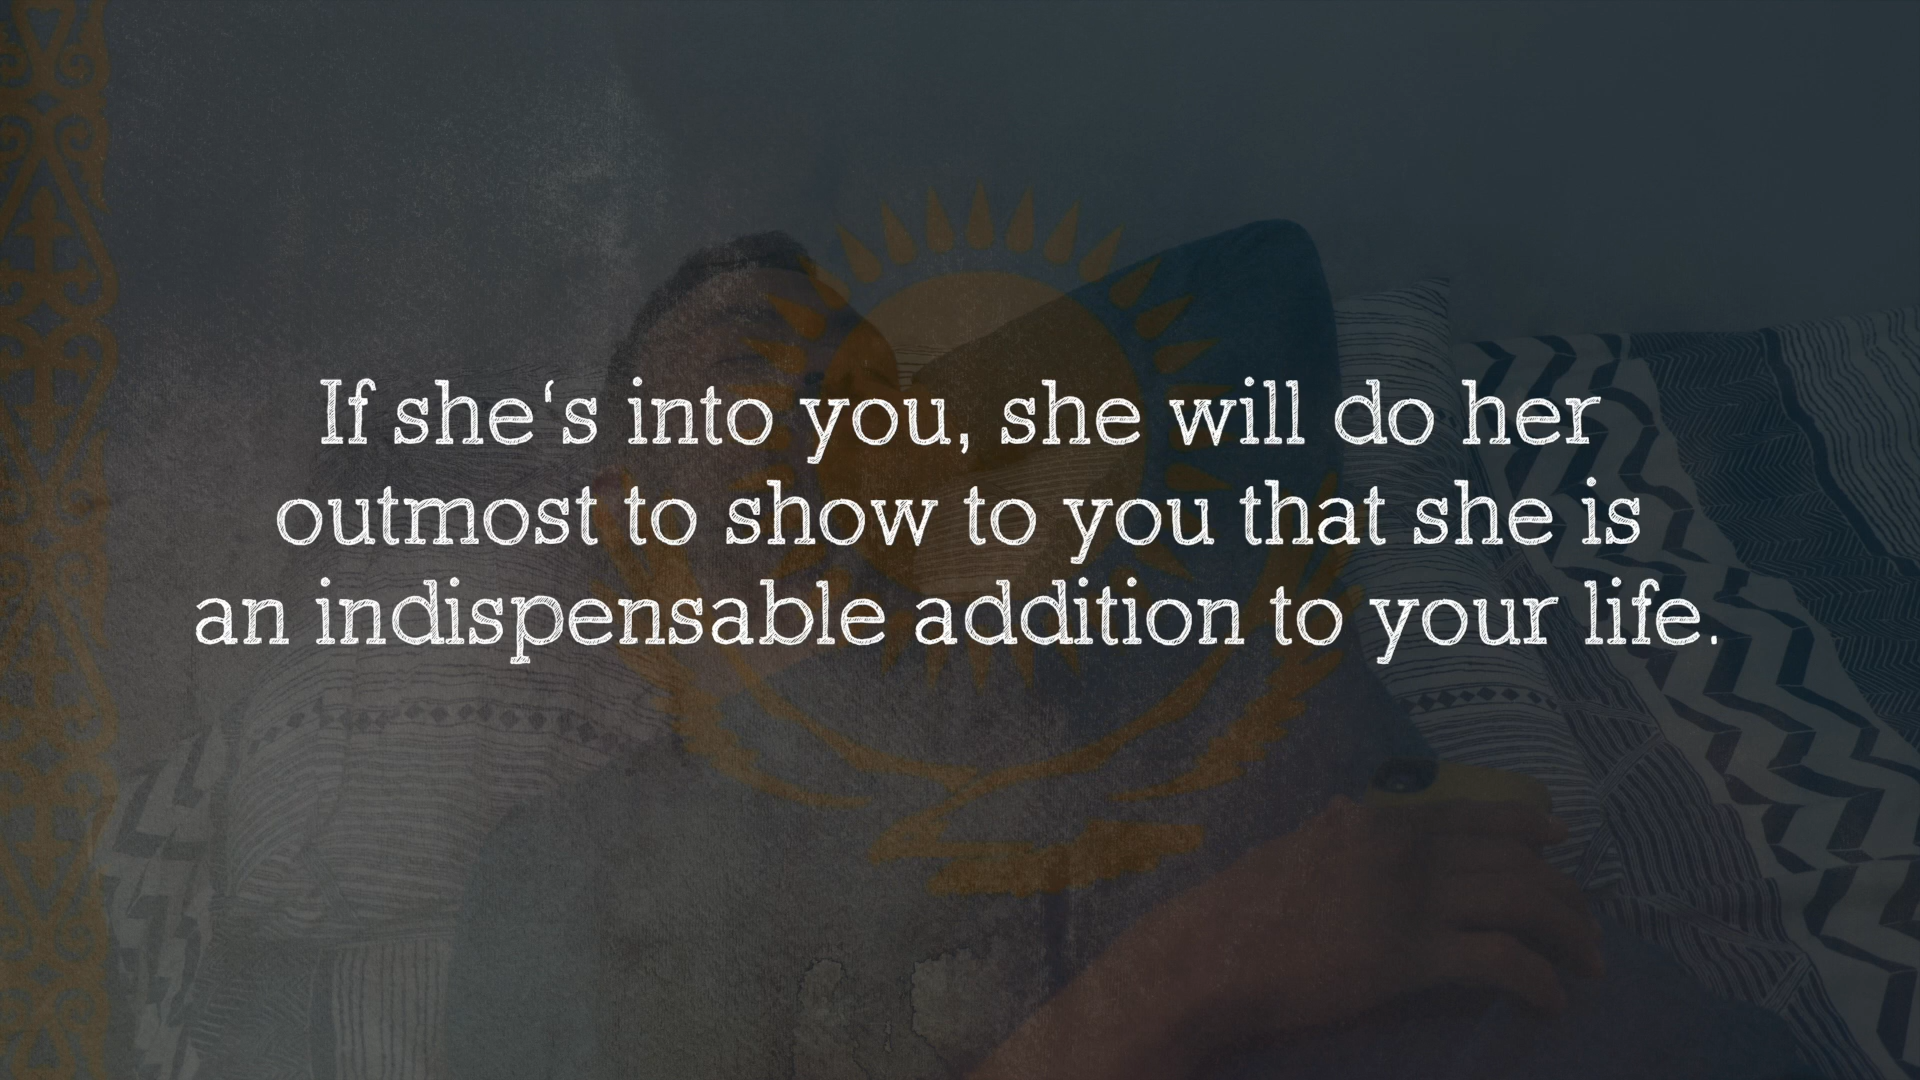 If she‘s into you, she will do her
outmost to show to you that she is
an indispensable addition to your life.